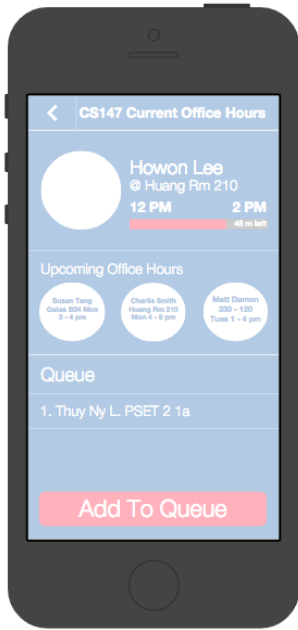 CS147 Current Office Hours
Howon Lee
@ Huang Rm 210
12 PM 2 PM
45 m left
Upcoming Office Hours
Susan Tang
Gates B24 Mon
3 - 4 pm
Charlie Smith
Huang Rm 210
Mon 4 - 6 pm
Matt Damon
330 - 120
Tues 1 - 4 pm
Queue
1. Thuy Ny L. PSET 2 1a
Add To Queue